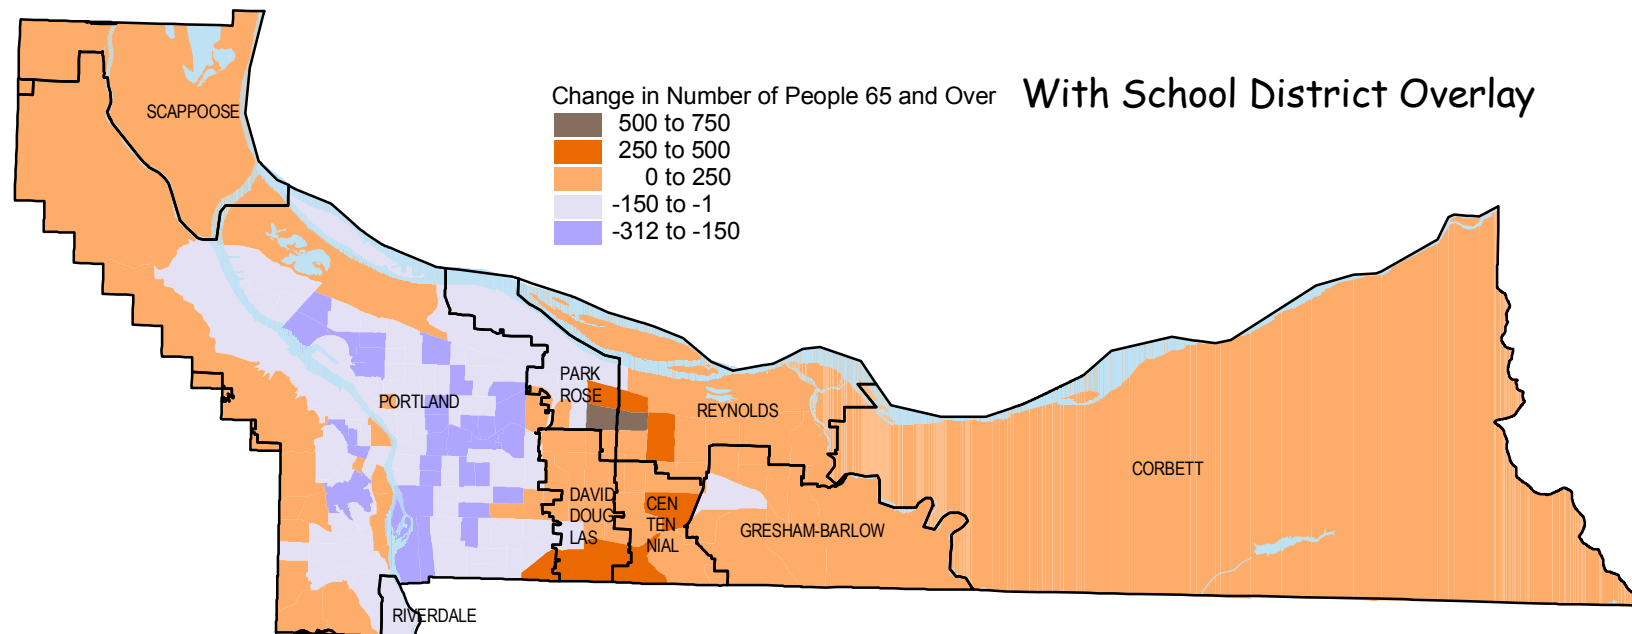 With School District Overlay
Change in Number of People 65 and Over
500 to 750
250 to 500
0 to 250
-150 to -1
-312 to -150
SCAPPOOSE
PORTLAND
PARK
ROSE
REYNOLDS
CORBETT
DAVID
DOUG
LAS
CEN
TEN
NIAL
GRESHAM-BARLOW
RIVERDALE